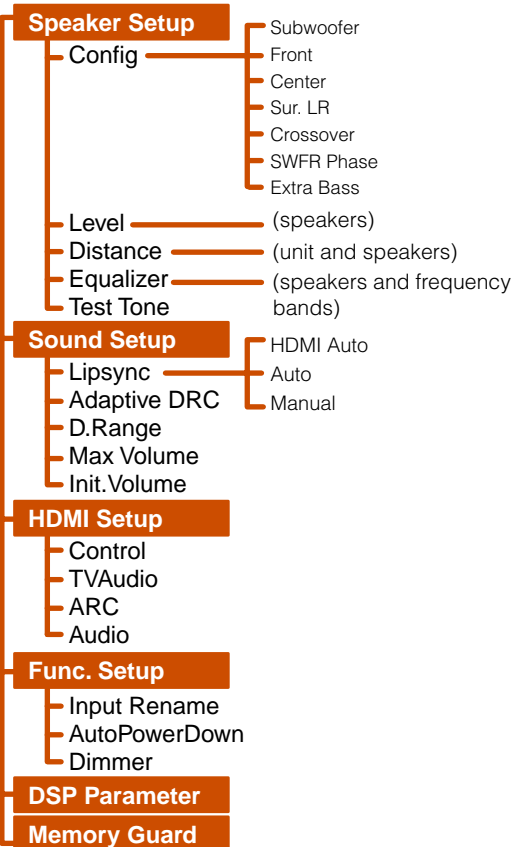 Speaker Setup
Config
Subwoofer
Front
Center
Sur. LR
Crossover
SWFR Phase
Extra Bass
Level
(speakers)
Distance
(unit and speakers)
Equalizer
(speakers and frequency
bands)
Test Tone
Sound Setup
Lipsync
HDMI Auto
Auto
Manual
Adaptive DRC
D.Range
Max Volume
Init.Volume
HDMI Setup
Control
TVAudio
ARC
Audio
Func. Setup
Input Rename
AutoPowerDown
Dimmer
DSP Parameter
Memory Guard